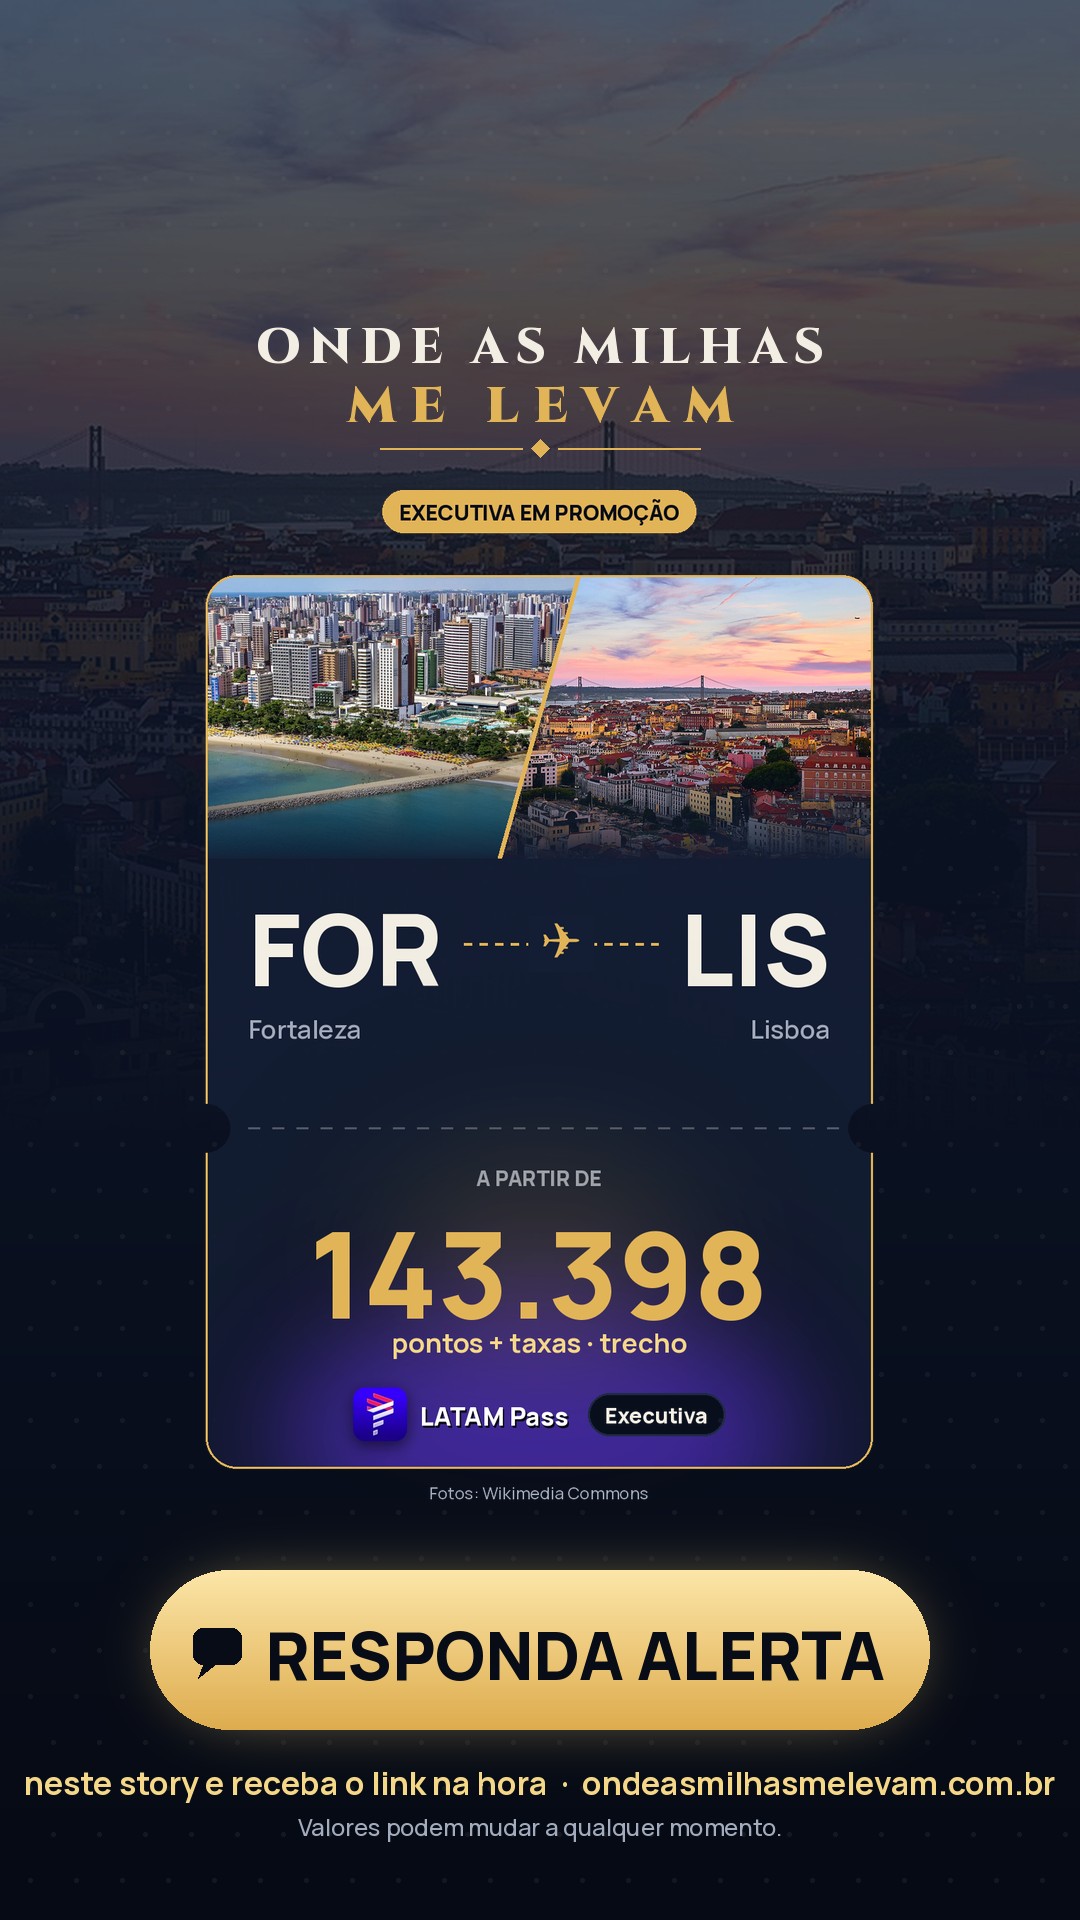 ONDE AS MILHAS
ME LEVAM
EXECUTIVA EM PROMOÇÃO
FOR LIS
Fortaleza Lisboa
A PARTIR DE
143.398
pontos + taxas · trecho
LATAM Pass Executiva
Fotos: Wikimedia Commons
RESPONDA ALERTA
neste story e receba o link na hora · ondeasmilhasmelevam.com.br
Valores podem mudar a qualquer momento.